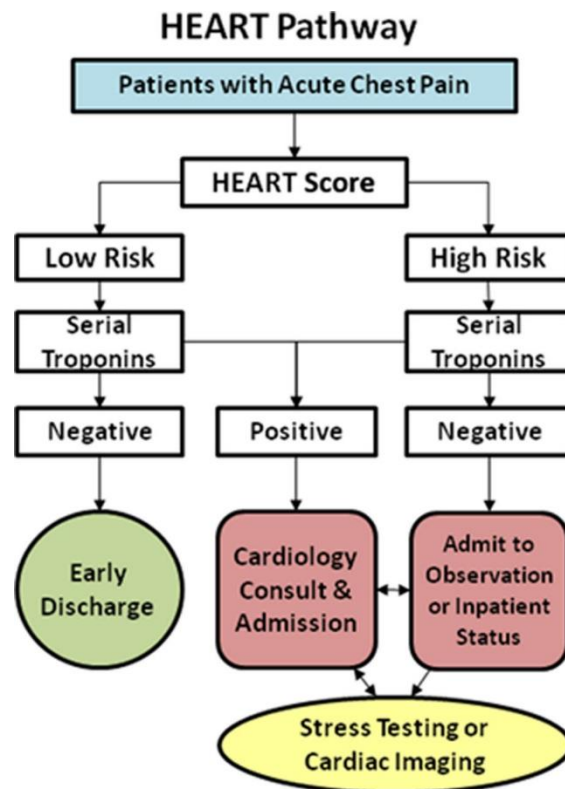 HEART Pathway
Patients with Acute Chest Pain
HEART Score
Low Risk
High Risk
Serial
Troponins
Serial
Troponins
Negative
Positive
Negative
Early
Discharge
Cardiology
Consult &
Admission
Admit to
Observation
or Inpatient
Status
Stress Testing or
Cardiac Imaging